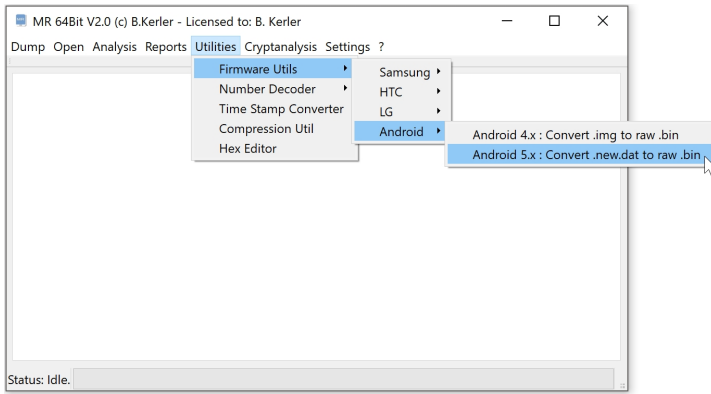 MR 64Bit V2.0 (c) B.Kerler - Licensed to: B. Kerler
Dump Open Analysis Reports Utilities Cryptanalysis Settings ?
Firmware Utils
Number Decoder
Time Stamp Converter
Compression Util
Hex Editor
Samsung
HTC
LG
Android
Android 4.x : Convert .img to raw .bin
Android 5.x : Convert .new.dat to raw .bin
Status: Idle.